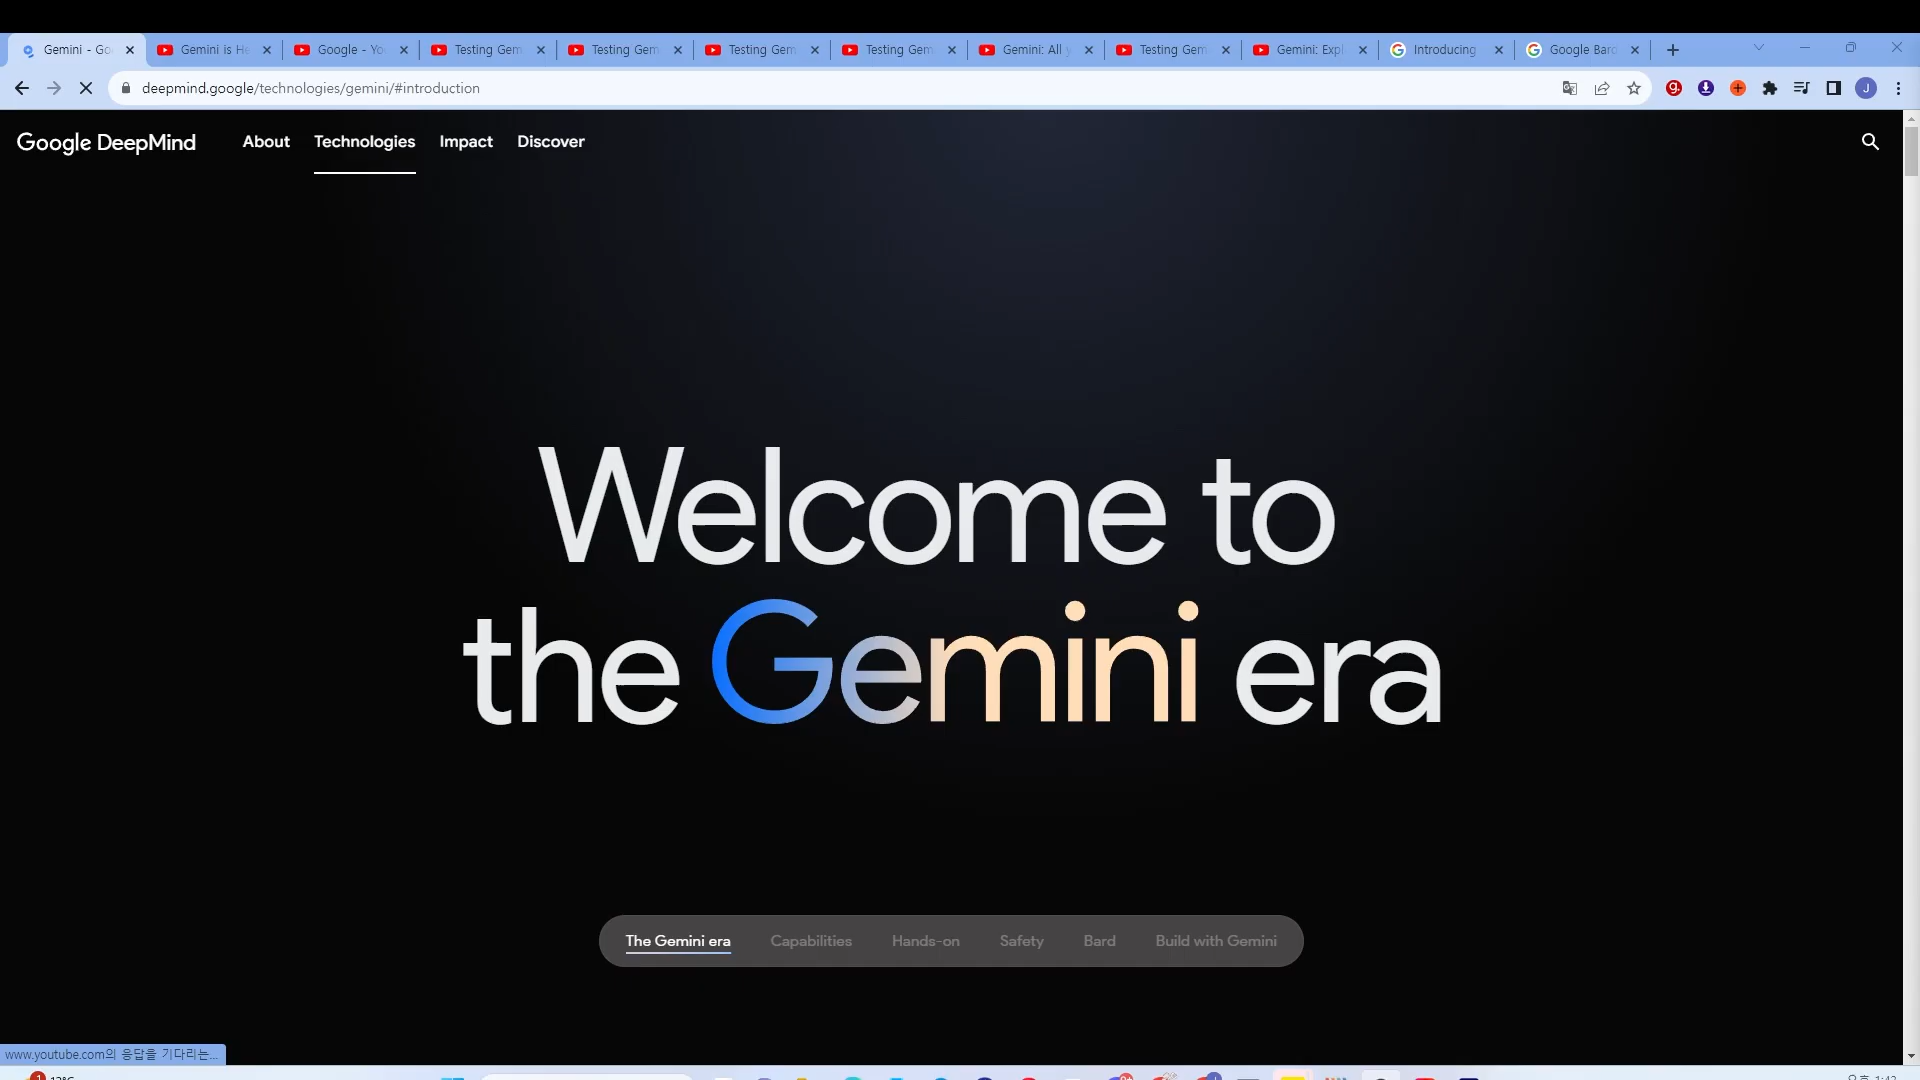 Gemini - Go
Gemini is He
Google - Yo
Testing Gem
Testing Gem
Testing Gem
Testing Gem
Gemini: All y
Testing Gem
Gemini: Expl
Introducing
Google Bard
deepmind.google/technologies/gemini/#introduction
g.
J
Google DeepMind
About
Technologies
Impact
Discover
Welcome to
the Gemini era
The Gemini era
Capabilities
Hands-on
Safety
Bard
Build with Gemini
www.youtube.com의 응답을 기다리는...
1